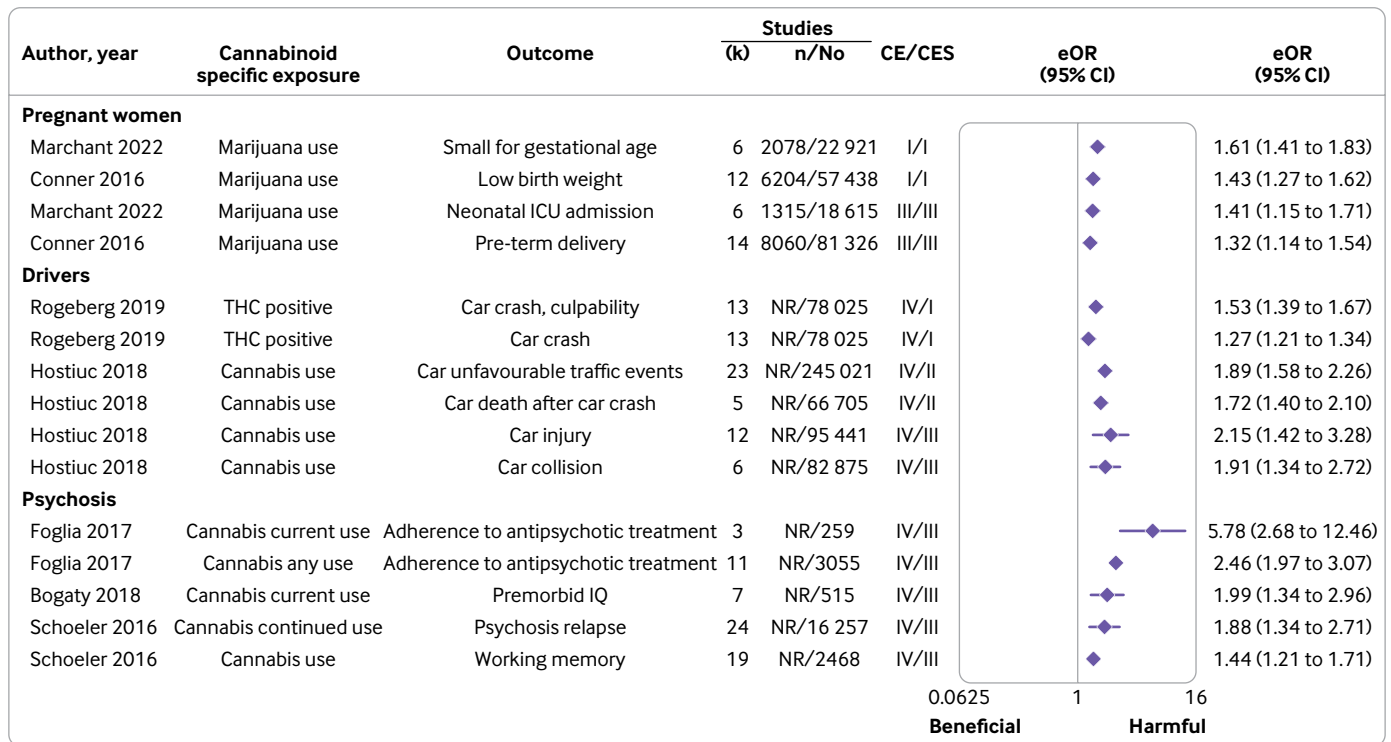 Studies
Author, year Cannabinoid specific exposure Outcome (k) n/No CE/CES eOR (95% CI) eOR (95% CI)
Pregnant women
Marchant 2022 Marijuana use Small for gestational age 6 2078/22 921 I/I 1.61 (1.41 to 1.83)
Conner 2016 Marijuana use Low birth weight 12 6204/57 438 I/I 1.43 (1.27 to 1.62)
Marchant 2022 Marijuana use Neonatal ICU admission 6 1315/18 615 III/III 1.41 (1.15 to 1.71)
Conner 2016 Marijuana use Pre-term delivery 14 8060/81 326 III/III 1.32 (1.14 to 1.54)
Drivers
Rogeberg 2019 THC positive Car crash, culpability 13 NR/78 025 IV/I 1.53 (1.39 to 1.67)
Rogeberg 2019 THC positive Car crash 13 NR/78 025 IV/I 1.27 (1.21 to 1.34)
Hostiuc 2018 Cannabis use Car unfavourable traffic events 23 NR/245 021 IV/II 1.89 (1.58 to 2.26)
Hostiuc 2018 Cannabis use Car death after car crash 5 NR/66 705 IV/II 1.72 (1.40 to 2.10)
Hostiuc 2018 Cannabis use Car injury 12 NR/95 441 IV/III 2.15 (1.42 to 3.28)
Hostiuc 2018 Cannabis use Car collision 6 NR/82 875 IV/III 1.91 (1.34 to 2.72)
Psychosis
Foglia 2017 Cannabis current use Adherence to antipsychotic treatment 3 NR/259 IV/III 5.78 (2.68 to 12.46)
Foglia 2017 Cannabis any use Adherence to antipsychotic treatment 11 NR/3055 IV/III 2.46 (1.97 to 3.07)
Bogaty 2018 Cannabis current use Premorbid IQ 7 NR/515 IV/III 1.99 (1.34 to 2.96)
Schoeler 2016 Cannabis continued use Psychosis relapse 24 NR/16 257 IV/III 1.88 (1.34 to 2.71)
Schoeler 2016 Cannabis use Working memory 19 NR/2468 IV/III 1.44 (1.21 to 1.71)
0.0625 1 16
Beneficial Harmful